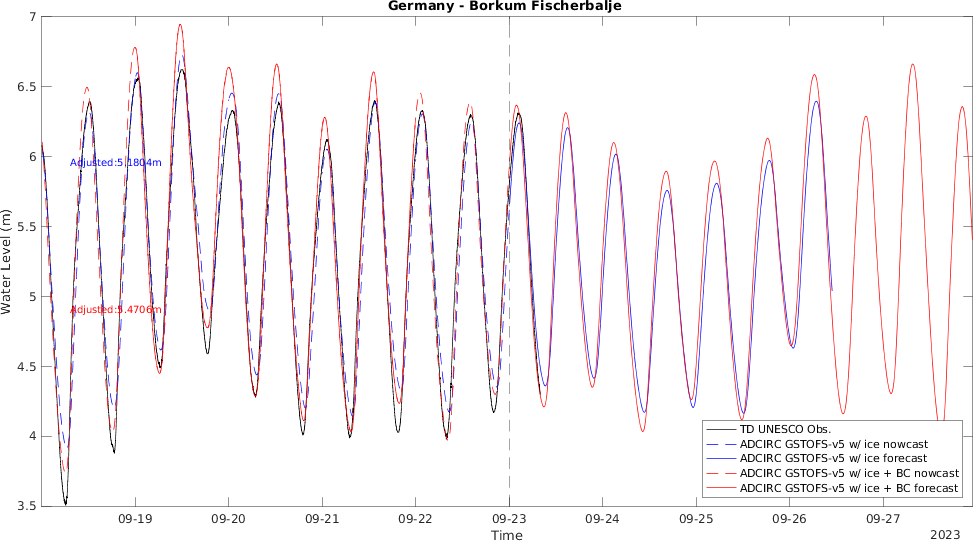 Germany - Borkum Fischerbalje
Water Level (m)
7
6.5
6
5.5
5
4.5
4
3.5
Adjusted:5.1804m
Adjusted:5.4706m
TD UNESCO Obs.
ADCIRC GSTOFS-v5 w/ ice nowcast
ADCIRC GSTOFS-v5 w/ ice forecast
ADCIRC GSTOFS-v5 w/ ice + BC nowcast
ADCIRC GSTOFS-v5 w/ ice + BC forecast
09-19 09-20 09-21 09-22 09-23 09-24 09-25 09-26 09-27
Time
2023